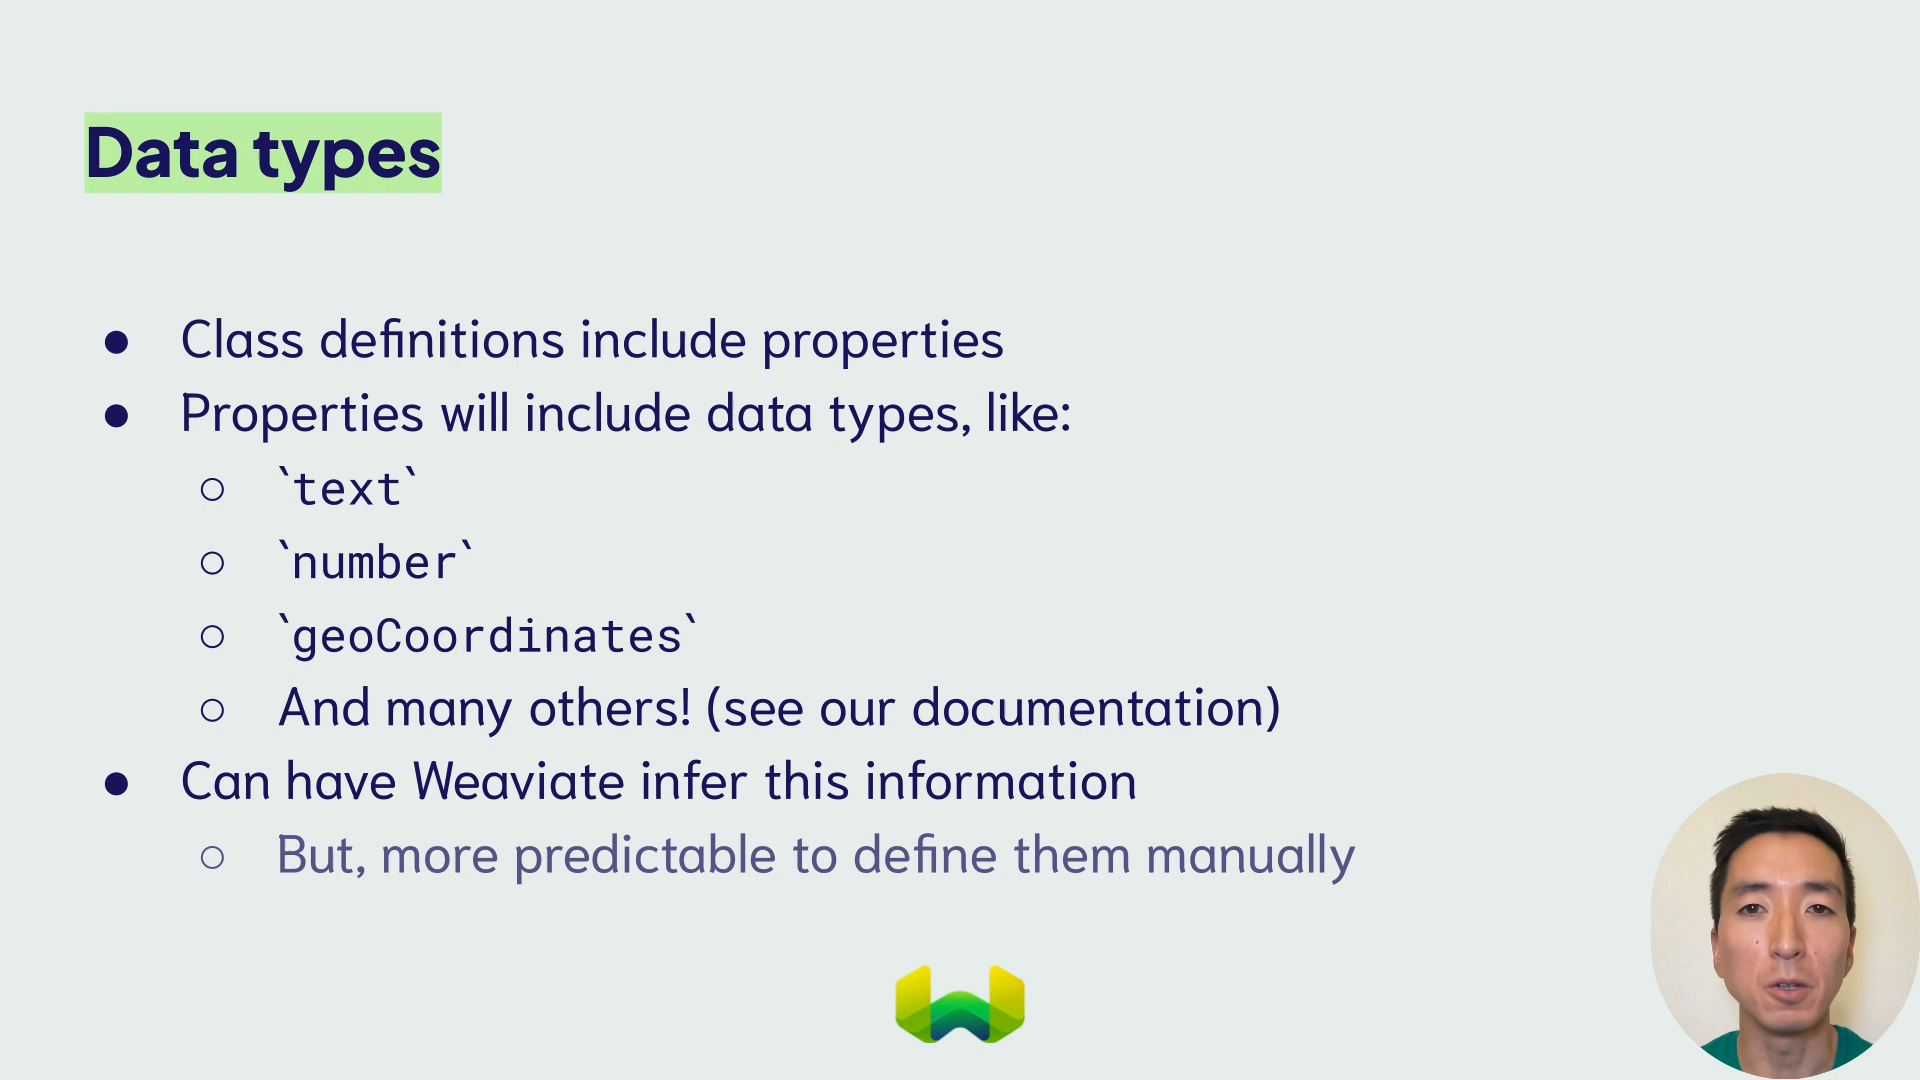 Data types
● Class definitions include properties
● Properties will include data types, like:
○ `text`
○ `number`
○ `geoCoordinates`
○ And many others! (see our documentation)
● Can have Weaviate infer this information
○ But, more predictable to define them manually